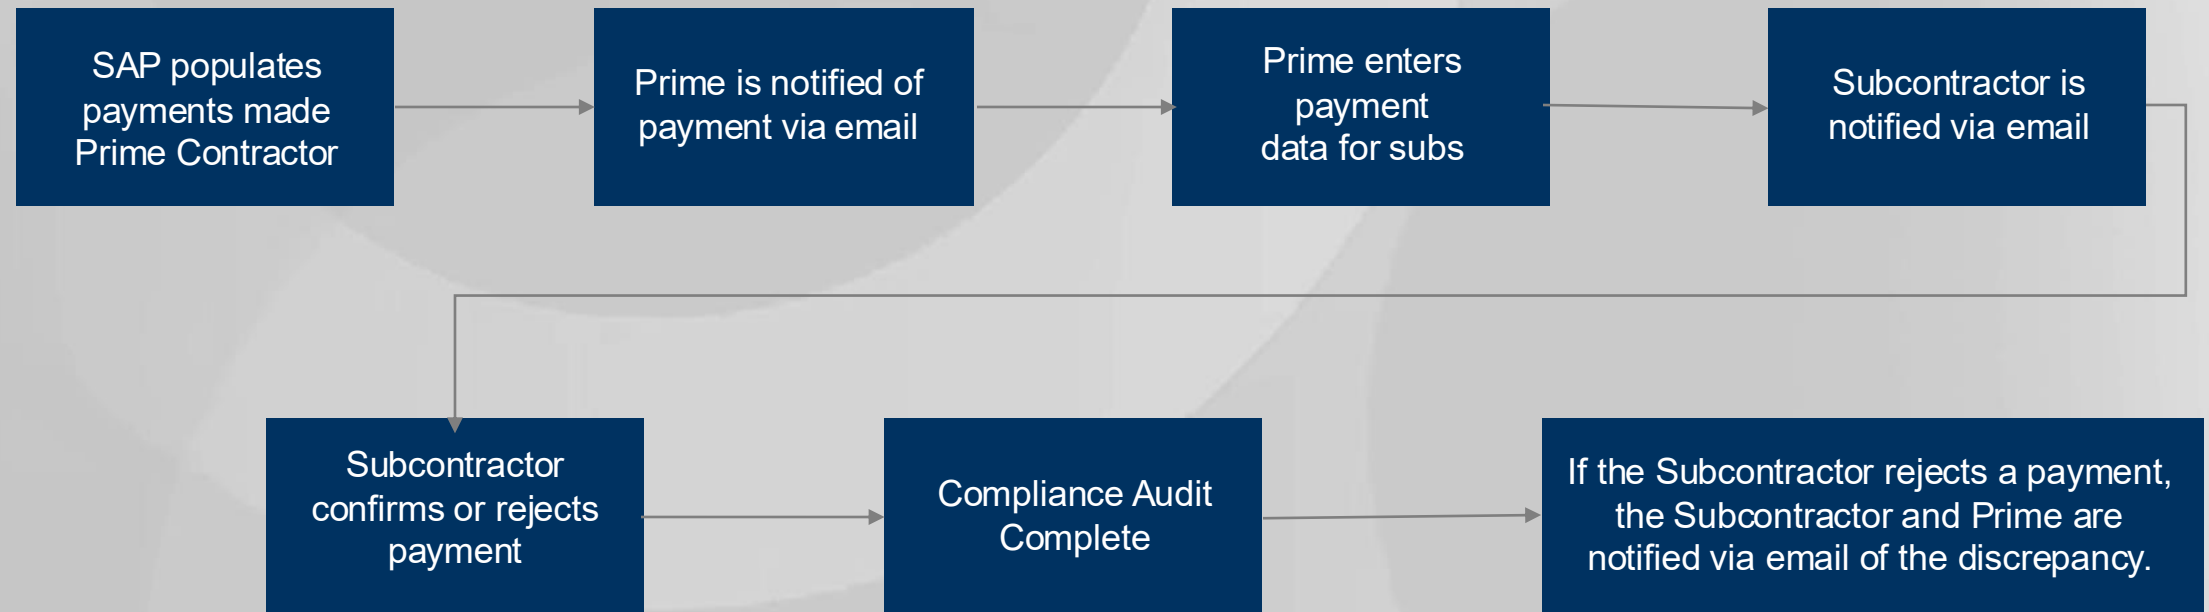 SAP populates
payments made
Prime Contractor
Prime is notified of
payment via email
Prime enters
payment
data for subs
Subcontractor is
notified via email
Subcontractor
confirms or rejects
payment
Compliance Audit
Complete
If the Subcontractor rejects a payment,
the Subcontractor and Prime are
notified via email of the discrepancy.